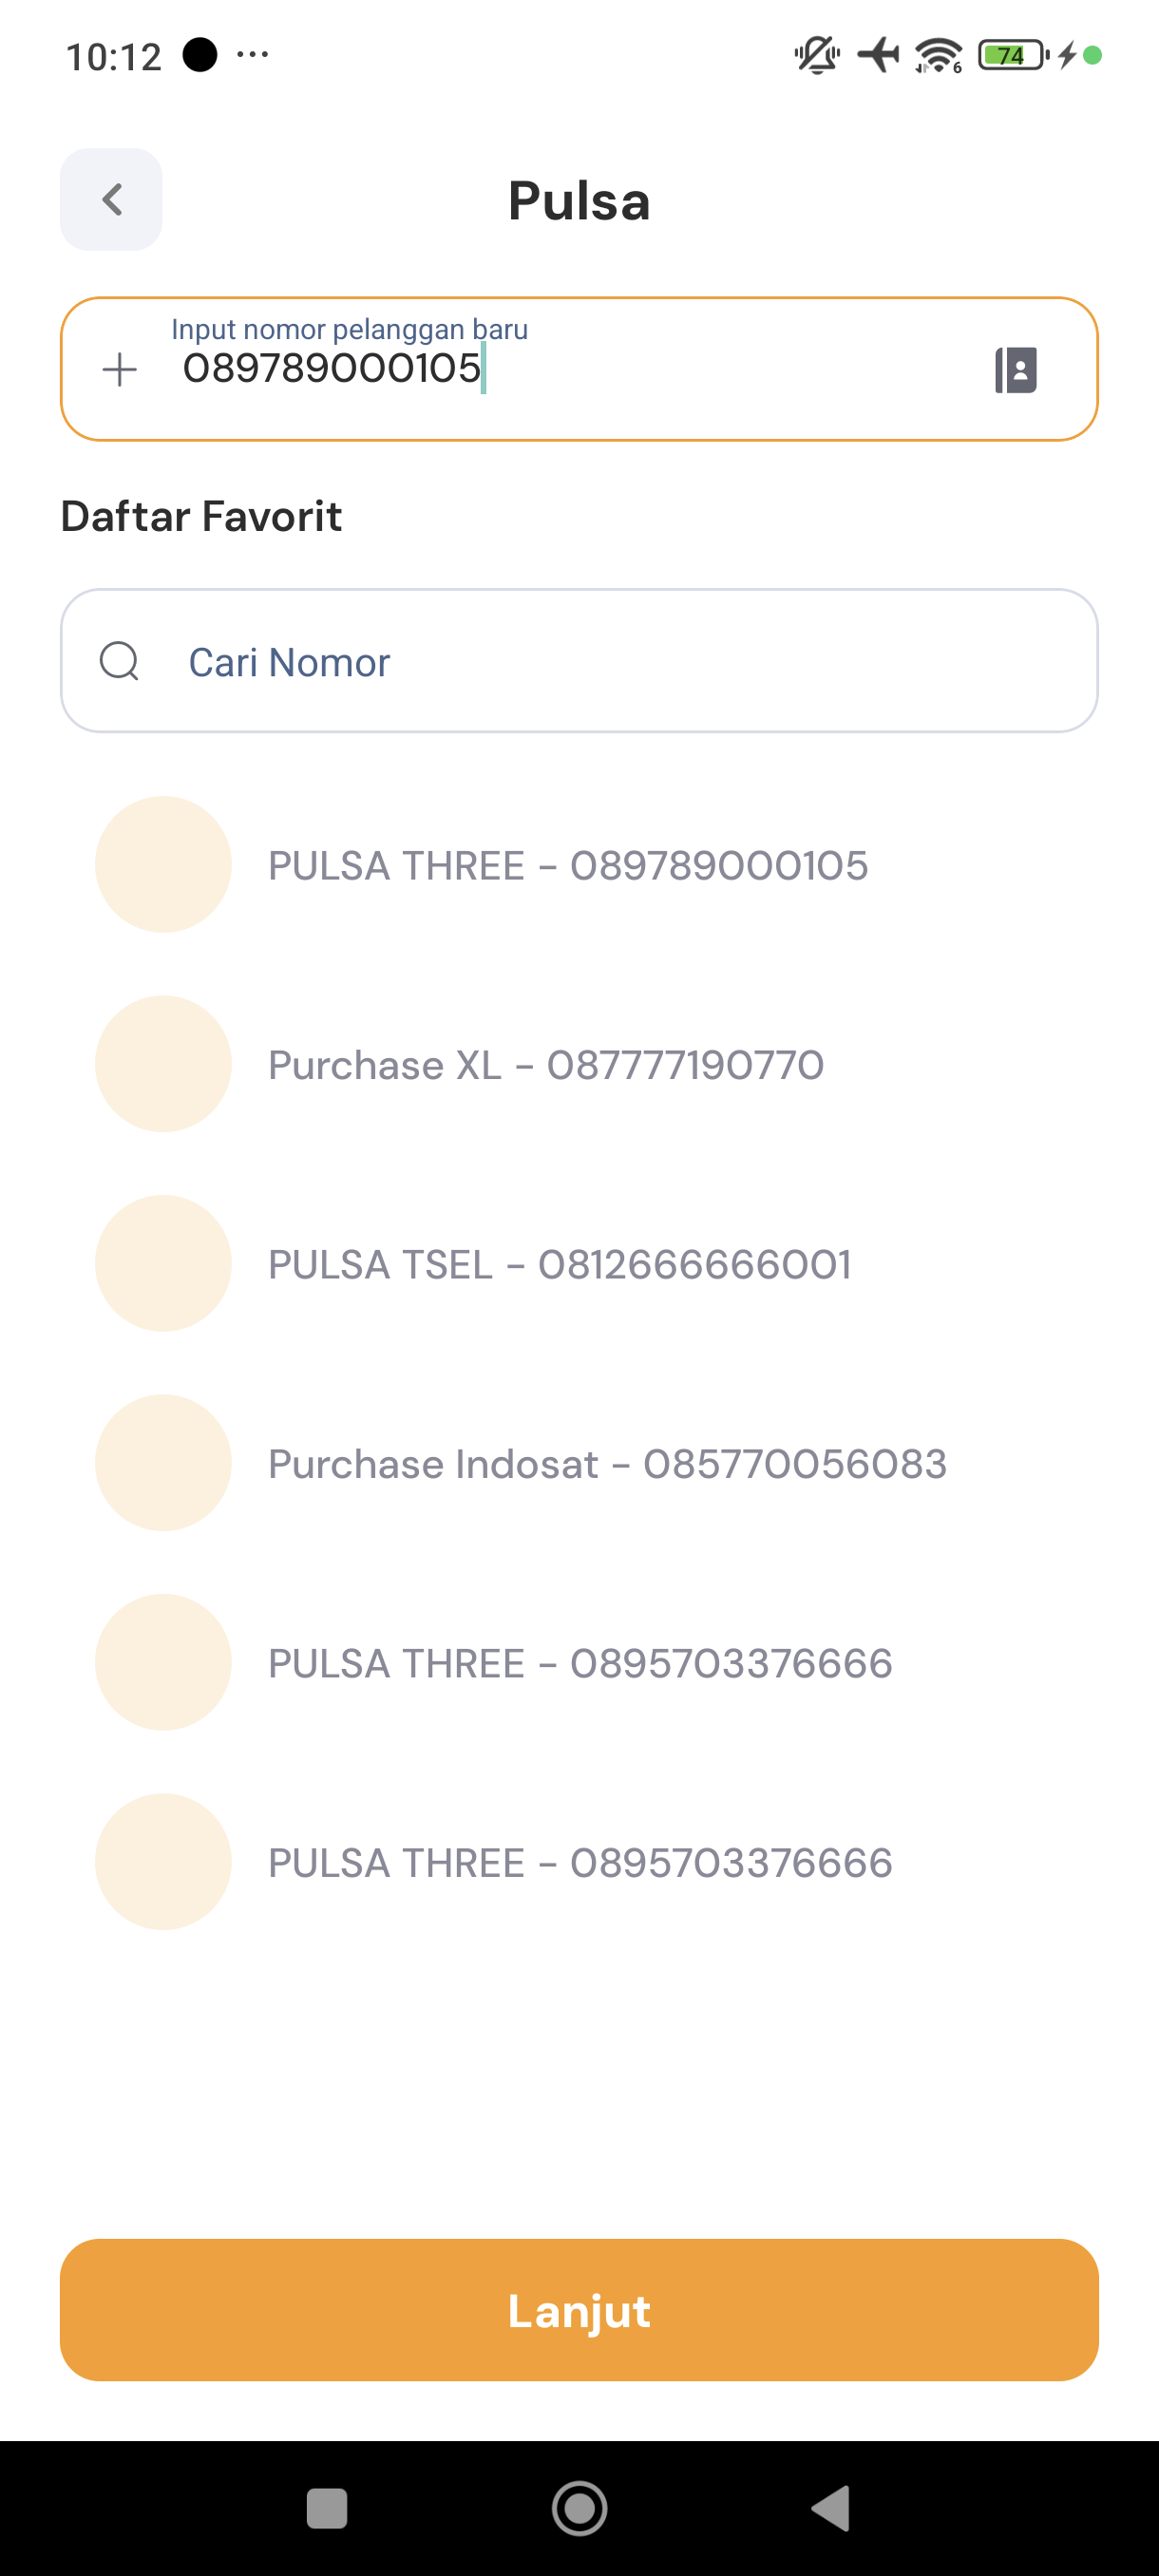 10:12
74
6
Pulsa
Input nomor pelanggan baru
089789000105
Daftar Favorit
Cari Nomor
PULSA THREE - 089789000105
Purchase XL - 087777190770
PULSA TSEL - 0812666666001
Purchase Indosat - 085770056083
PULSA THREE - 0895703376666
PULSA THREE - 0895703376666
Lanjut